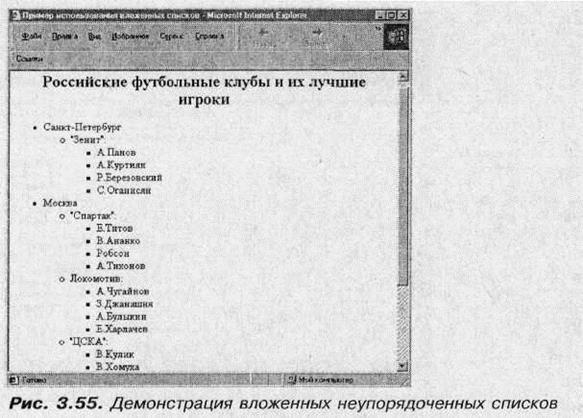 Пример использования вложенных списков - Microsoft Internet Explorer
Файл Правка Вид Избранное Сервис Справка
Ссылки
Российские футбольные клубы и их лучшие
игроки
Санкт-Петербург
"Зенит":
А.Панов
А.Куртиян
Р.Березовский
С.Оганисян
Москва
"Спартак":
Е.Титов
В.Ананко
Робсон
А.Тихонов
Локомотив:
А.Чугайнов
З.Джанашия
А.Булыкин
Е.Харлачев
"ЦСКА":
В.Кулик
В.Хомуха
Готово
Мой компьютер
Рис. 3.55. Демонстрация вложенных неупорядоченных списков